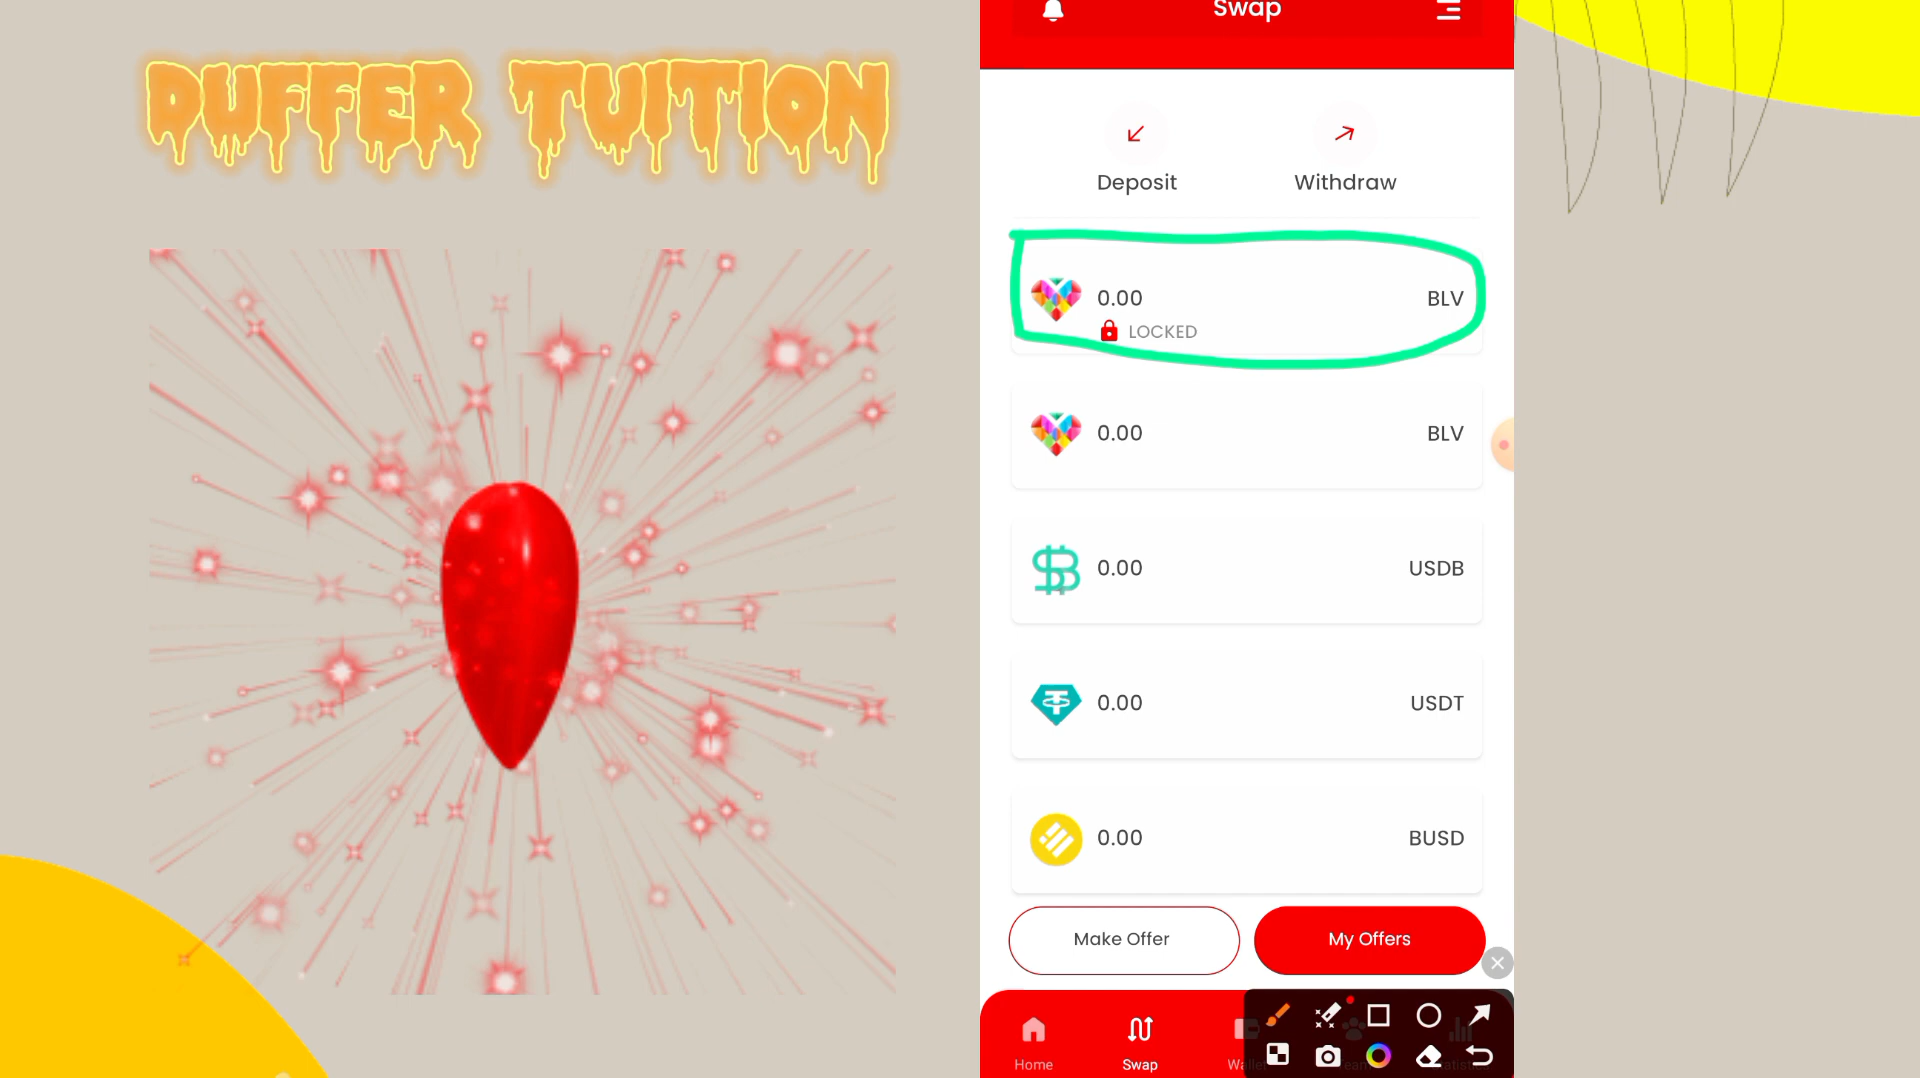 DUFFER TUITION
Swap
Deposit
Withdraw
0.00
BLV
LOCKED
0.00
BLV
0.00
USDB
0.00
USDT
0.00
BUSD
Make Offer
My Offers
Home
Swap